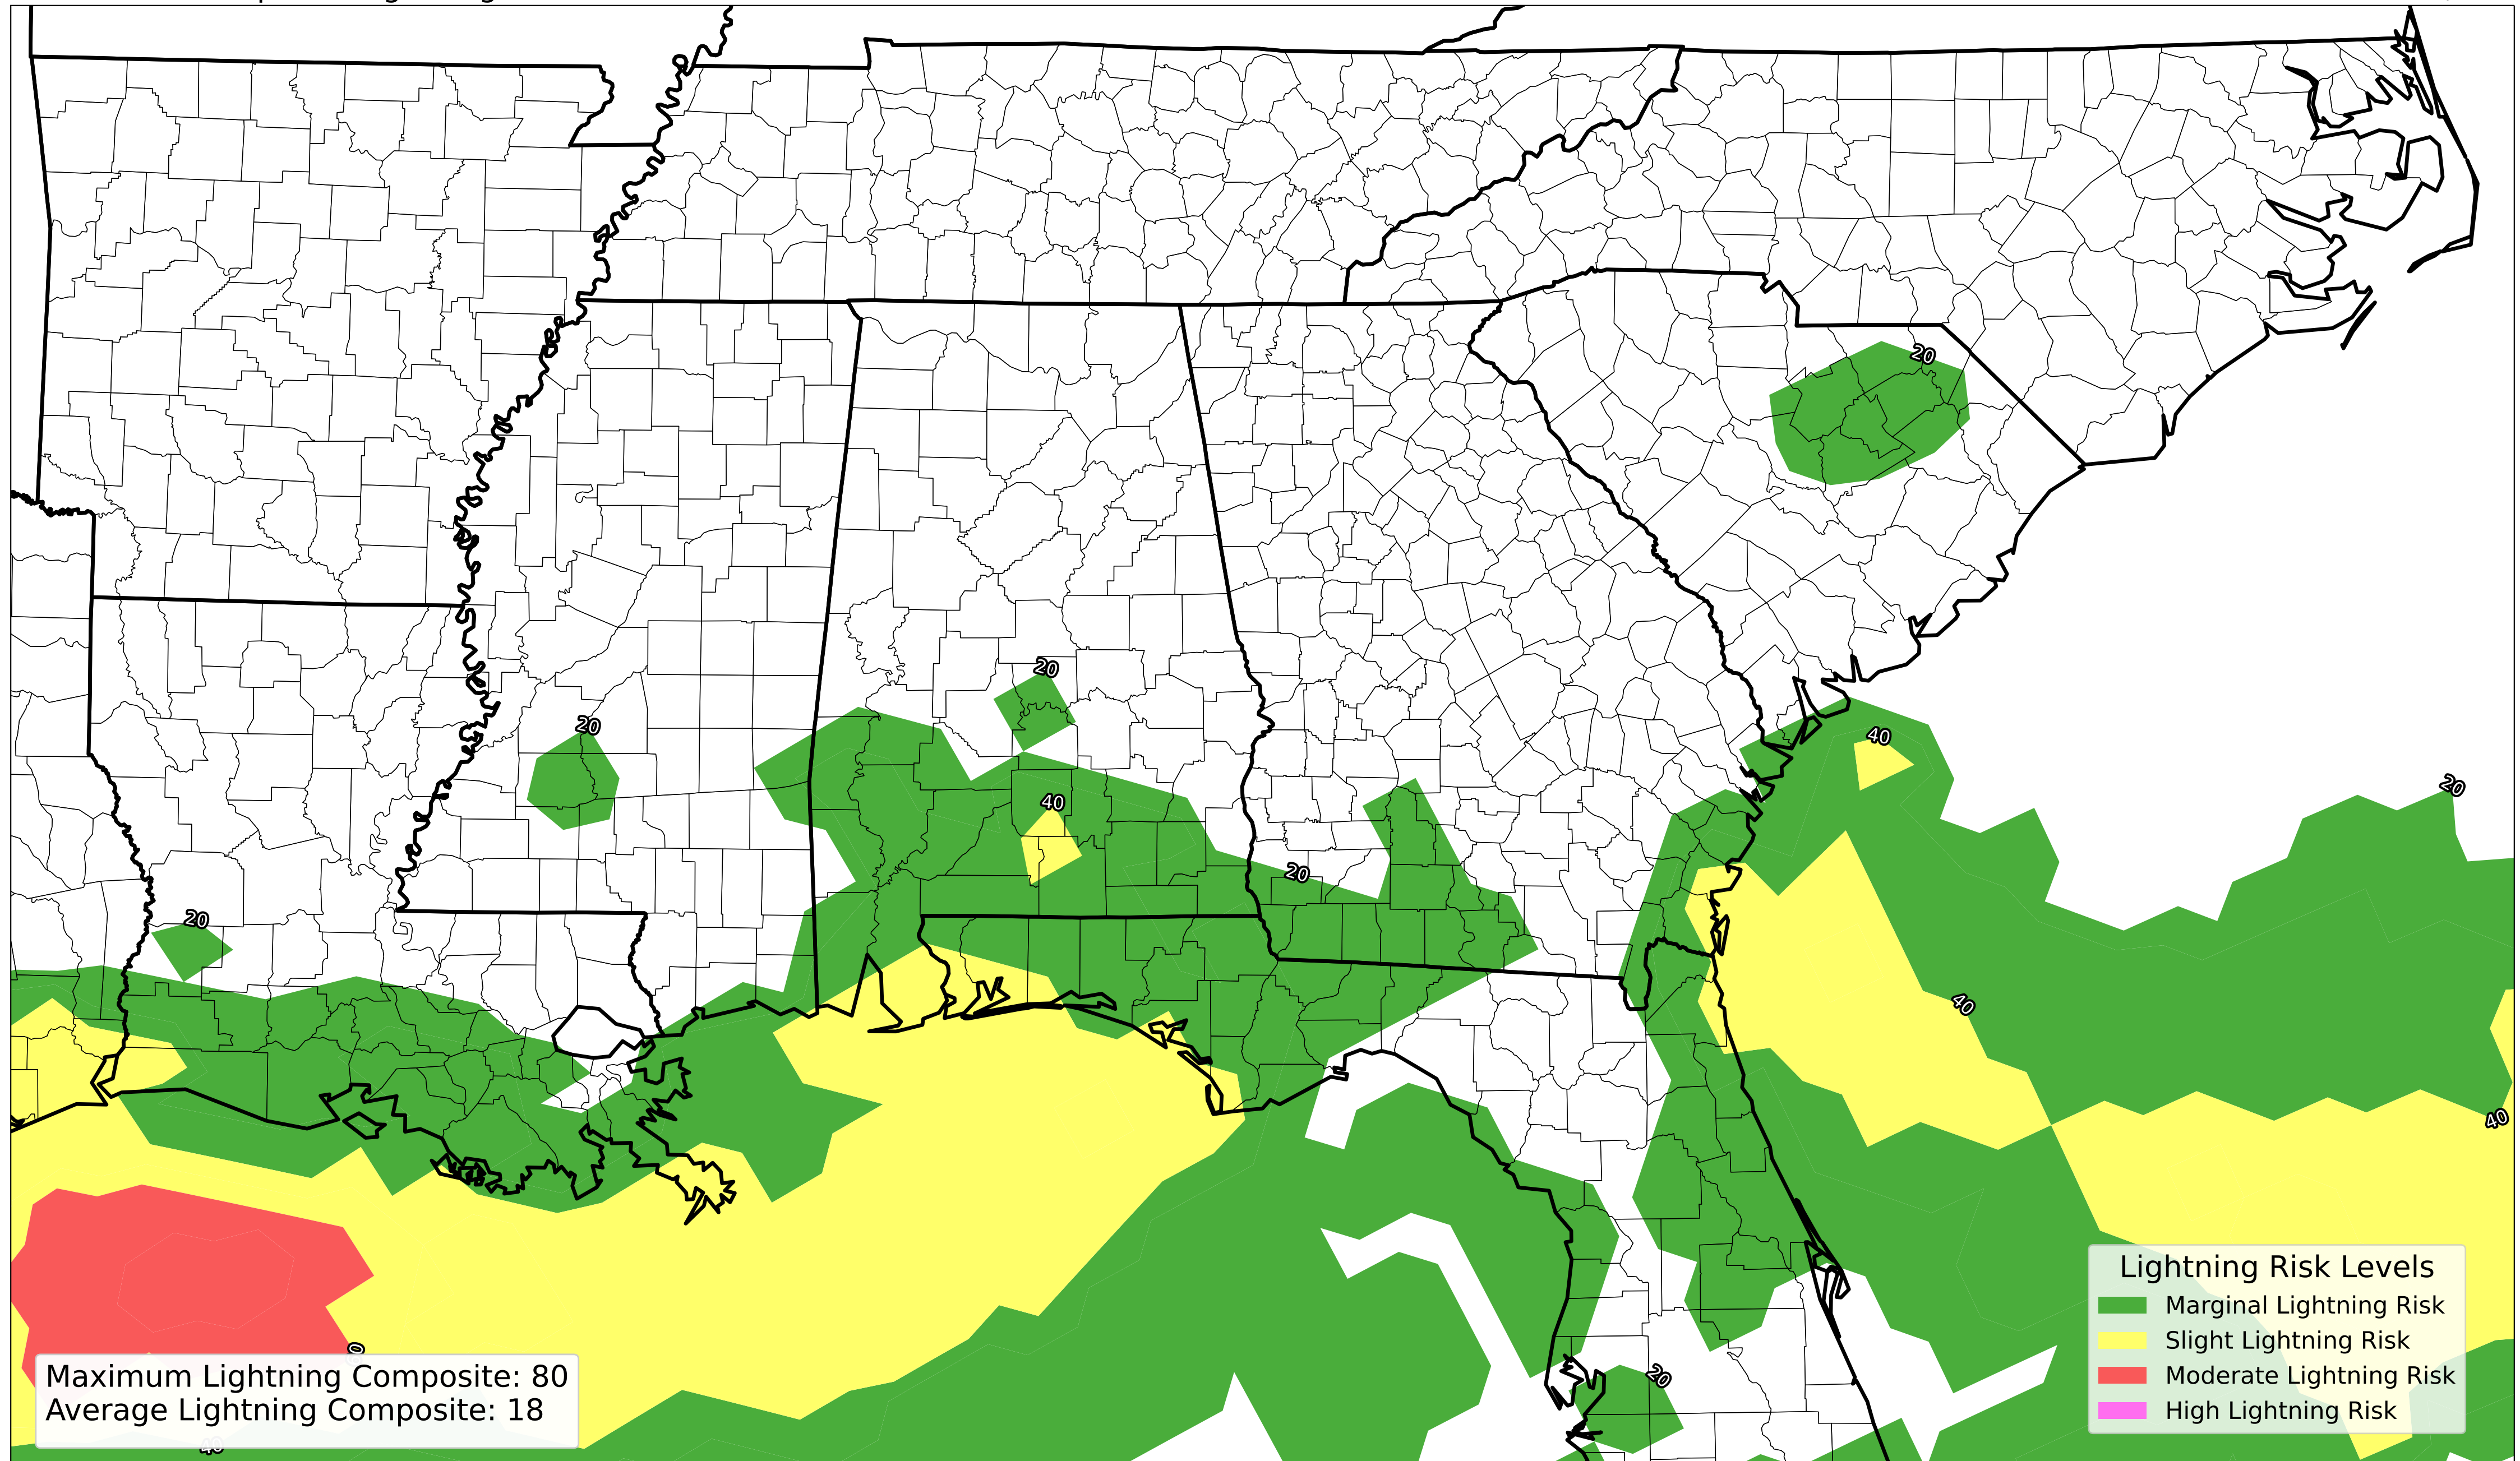 20
20
20
40
40
20
20
20
40
40
20
40
Lightning Risk Levels
Marginal Lightning Risk
Slight Lightning Risk
Moderate Lightning Risk
High Lightning Risk
Maximum Lightning Composite: 80
Average Lightning Composite: 18